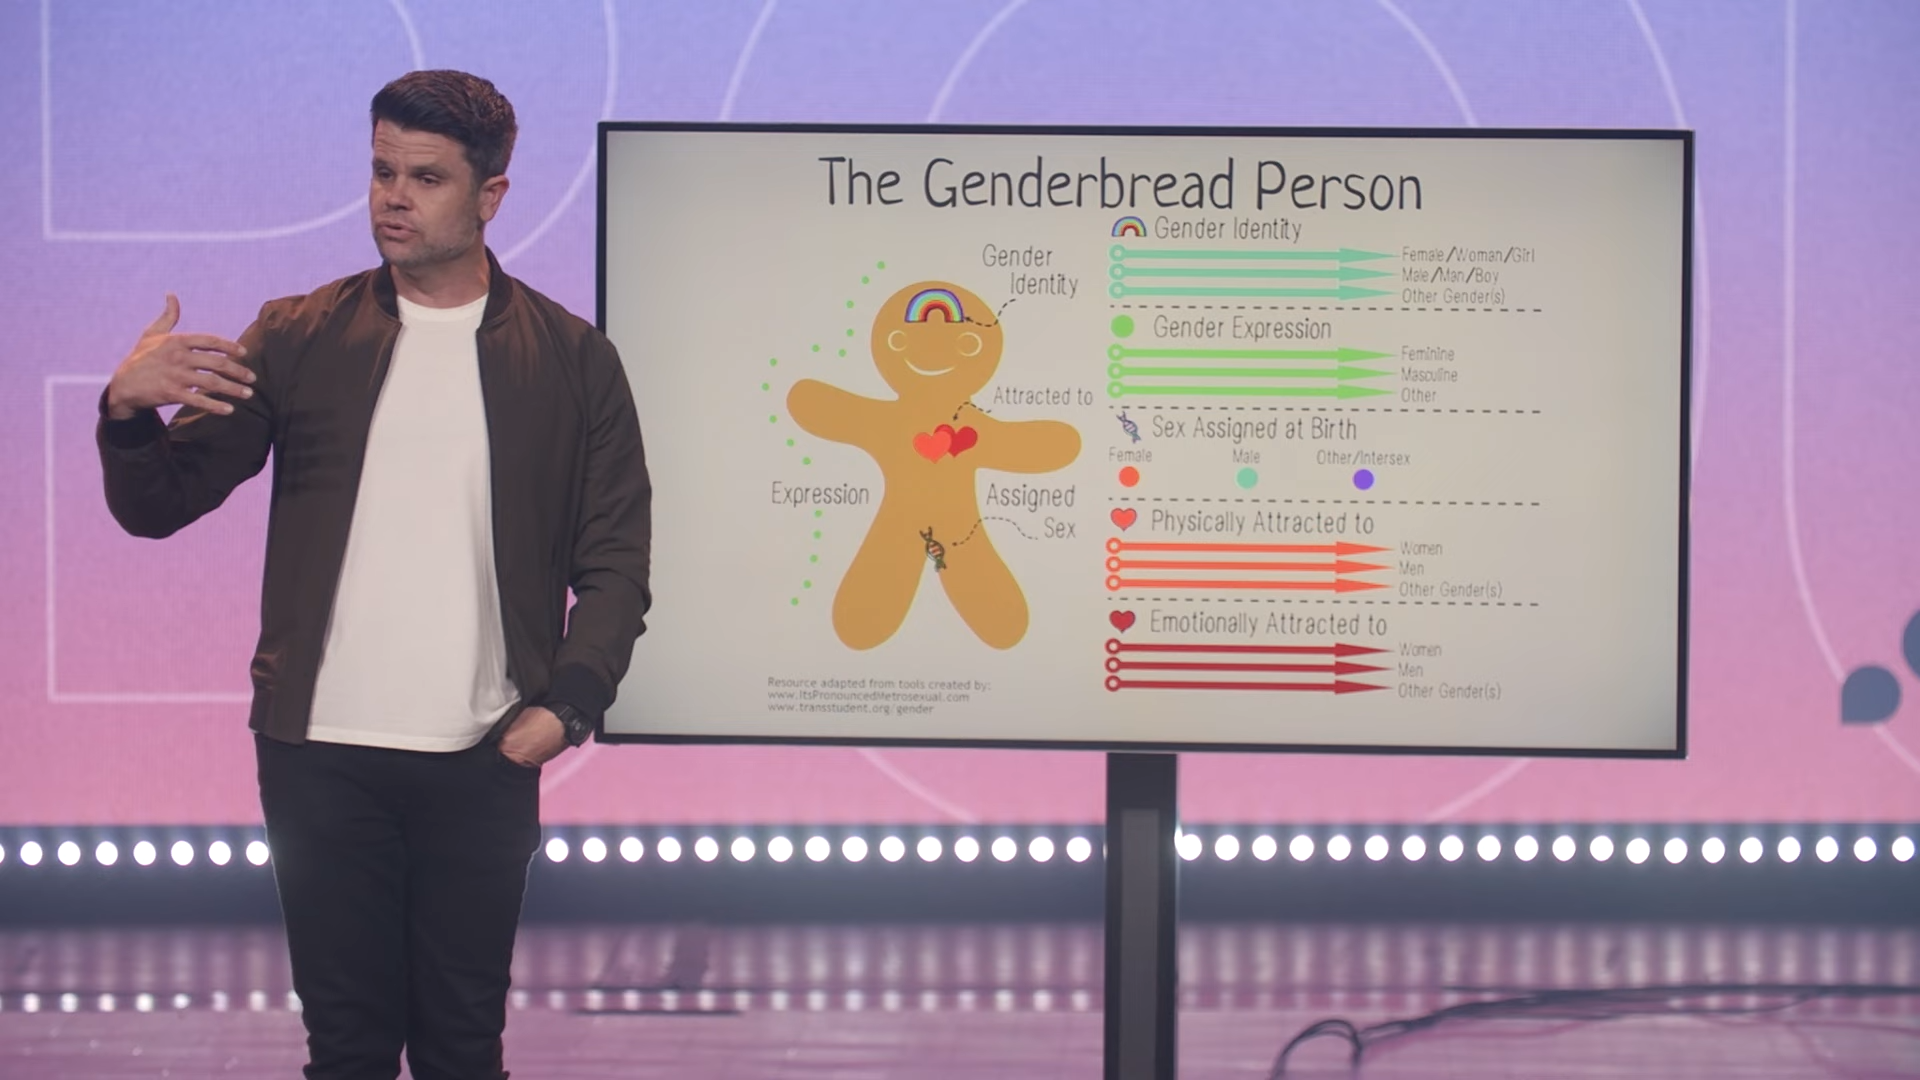 The Genderbread Person
Gender
Identity
Attracted to
Expression
Assigned
Sex
Gender Identity
Female/Woman/Girl
Male/Man/Boy
Other Gender(s)
Gender Expression
Feminine
Masculine
Other
Sex Assigned at Birth
Female
Male
Other/Intersex
Physically Attracted to
Women
Men
Other Gender(s)
Emotionally Attracted to
Women
Men
Other Gender(s)
Resource adapted from tools created by:
www.ItsPronouncedMetrosexual.com
www.transstudent.org/gender